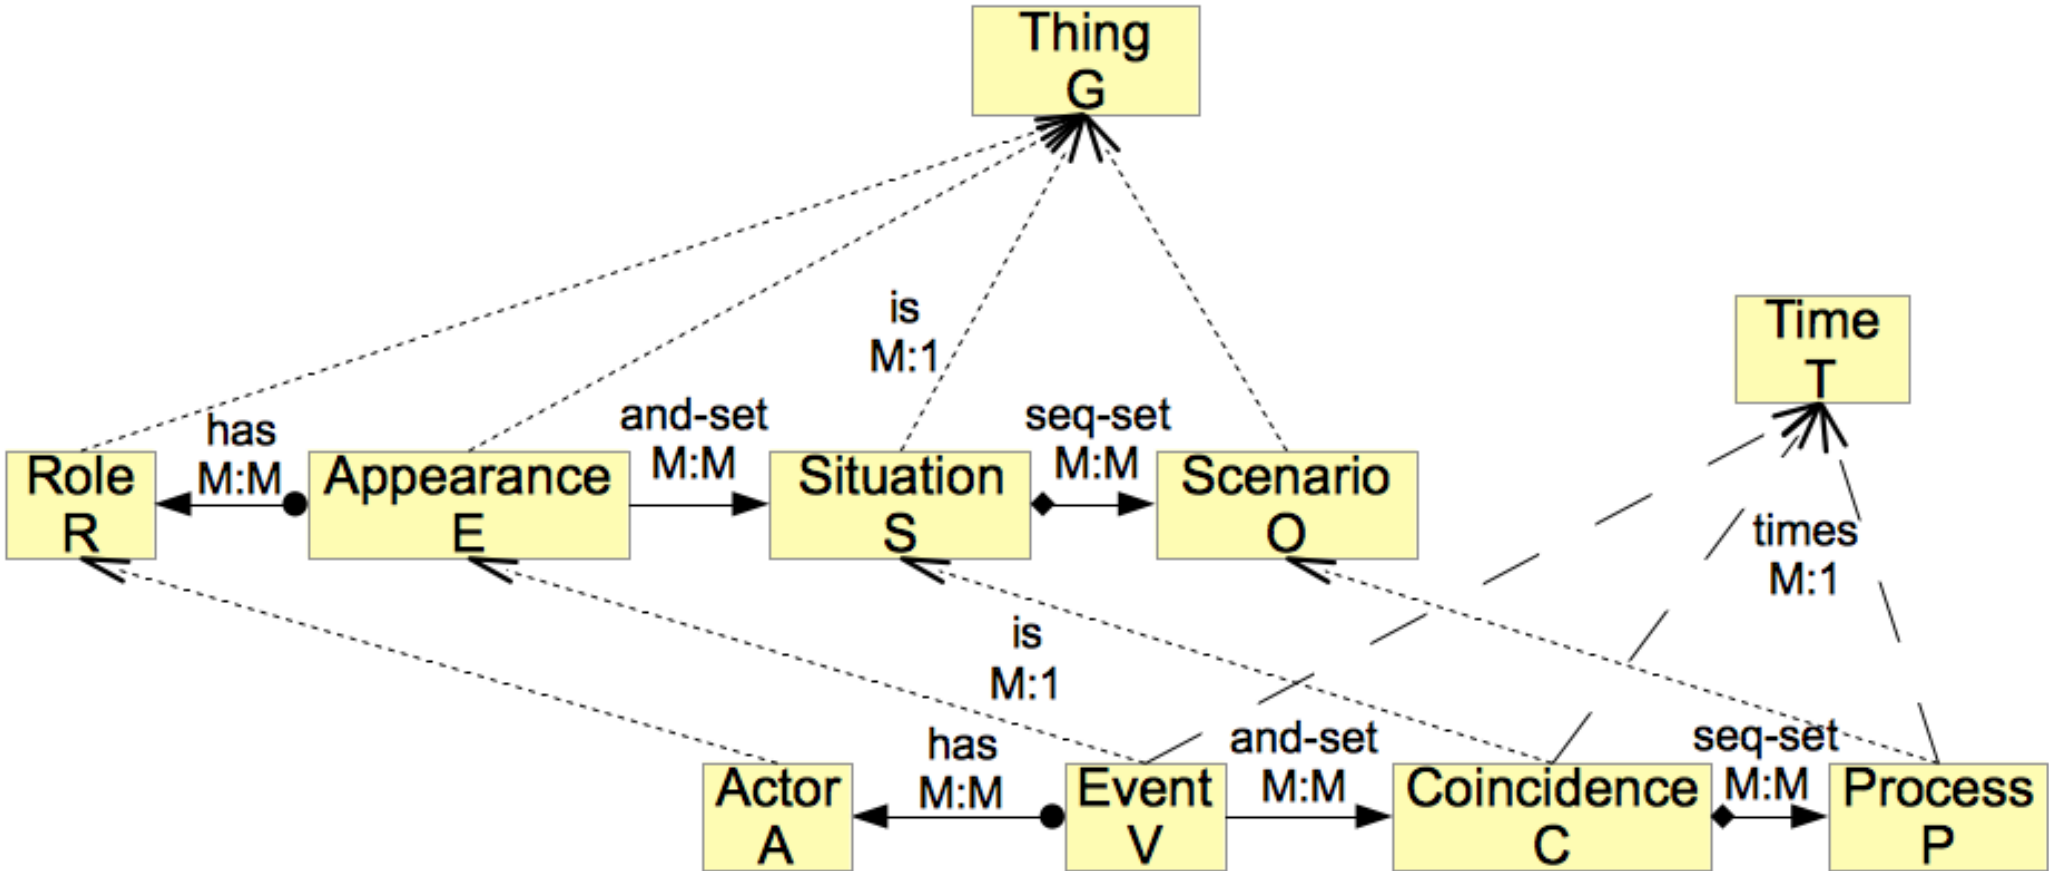 Thing
G
is
M:1
Time
T
has
M:M
and-set
M:M
seq-set
M:M
Role
R
Appearance
E
Situation
S
Scenario
O
times
M:1
is
M:1
has
M:M
and-set
M:M
seq-set
M:M
Actor
A
Event
V
Coincidence
C
Process
P